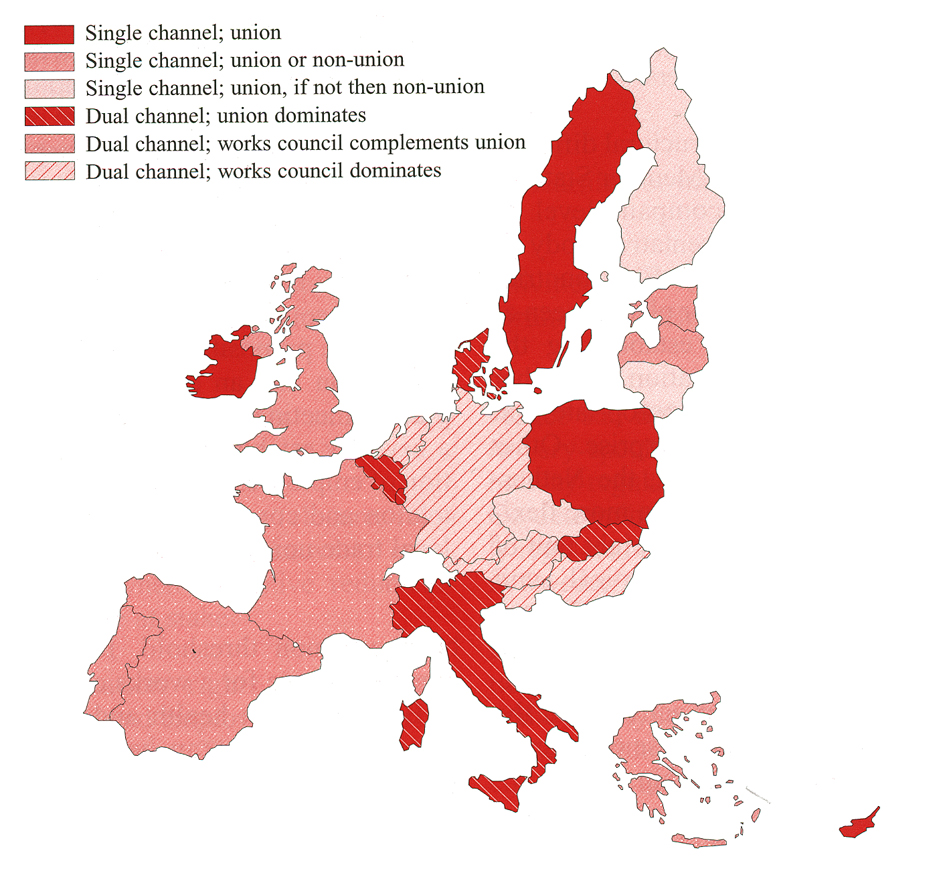 Single channel; union
Single channel; union or non-union
Single channel; union, if not then non-union
Dual channel; union dominates
Dual channel; works council complements union
Dual channel; works council dominates